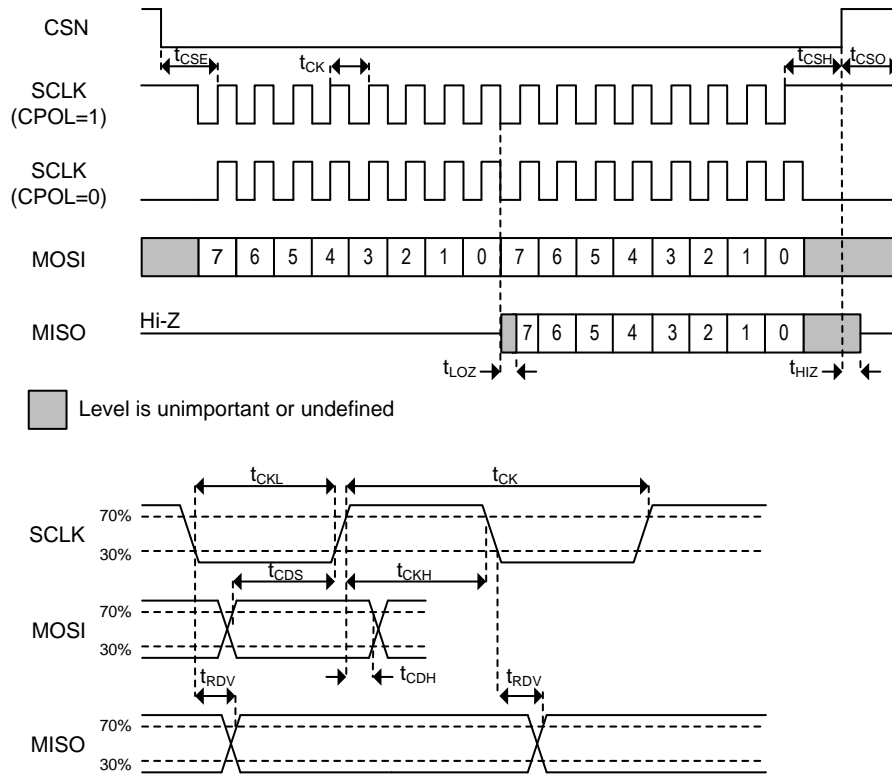 CSN
tCSE
tCK
tCSH
tCSO
SCLK
(CPOL=1)
SCLK
(CPOL=0)
MOSI
7 6 5 4 3 2 1 0 7 6 5 4 3 2 1 0
MISO
Hi-Z
7 6 5 4 3 2 1 0
tLOZ
tHIZ
Level is unimportant or undefined
tCKL
tCK
SCLK
70%
30%
tCDS
tCKH
MOSI
70%
30%
tRDV
tCDH
tRDV
MISO
70%
30%